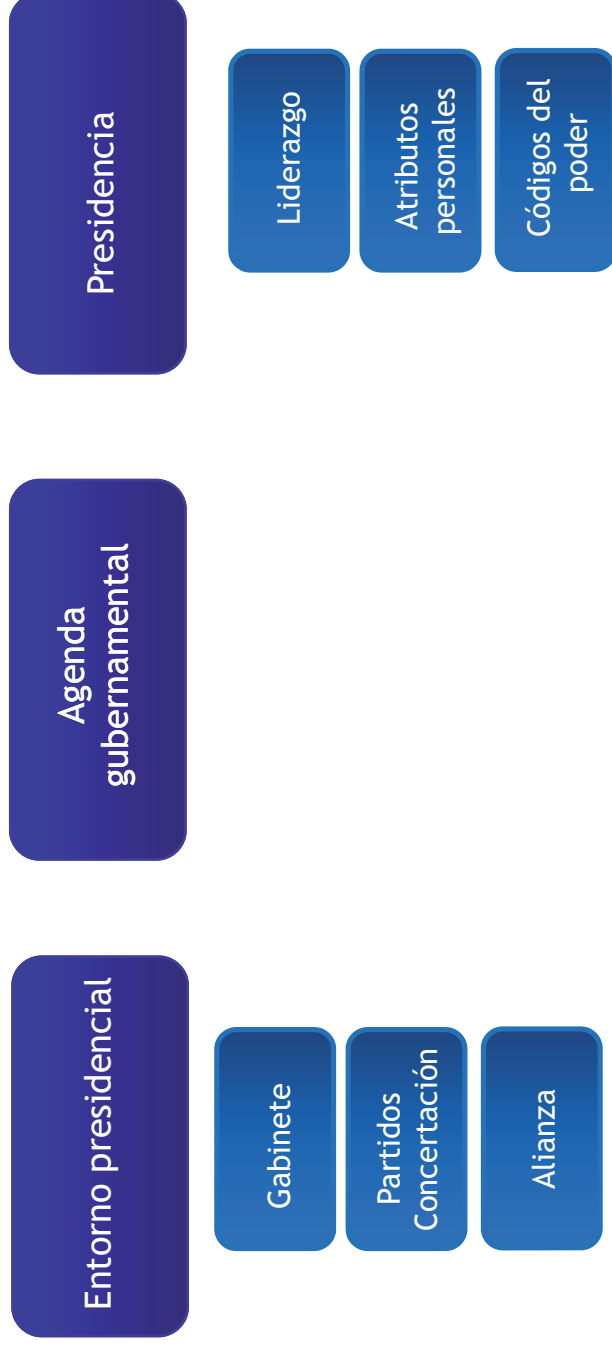 Entorno presidencial
Gabinete
Partidos
Concertación
Alianza
Agenda
gubernamental
Presidencia
Liderazgo
Atributos
personales
Códigos del
poder